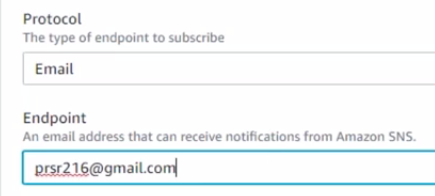 Protocol
The type of endpoint to subscribe
Email
Endpoint
An email address that can receive notifications from Amazon SNS.
prsr216@gmail.com